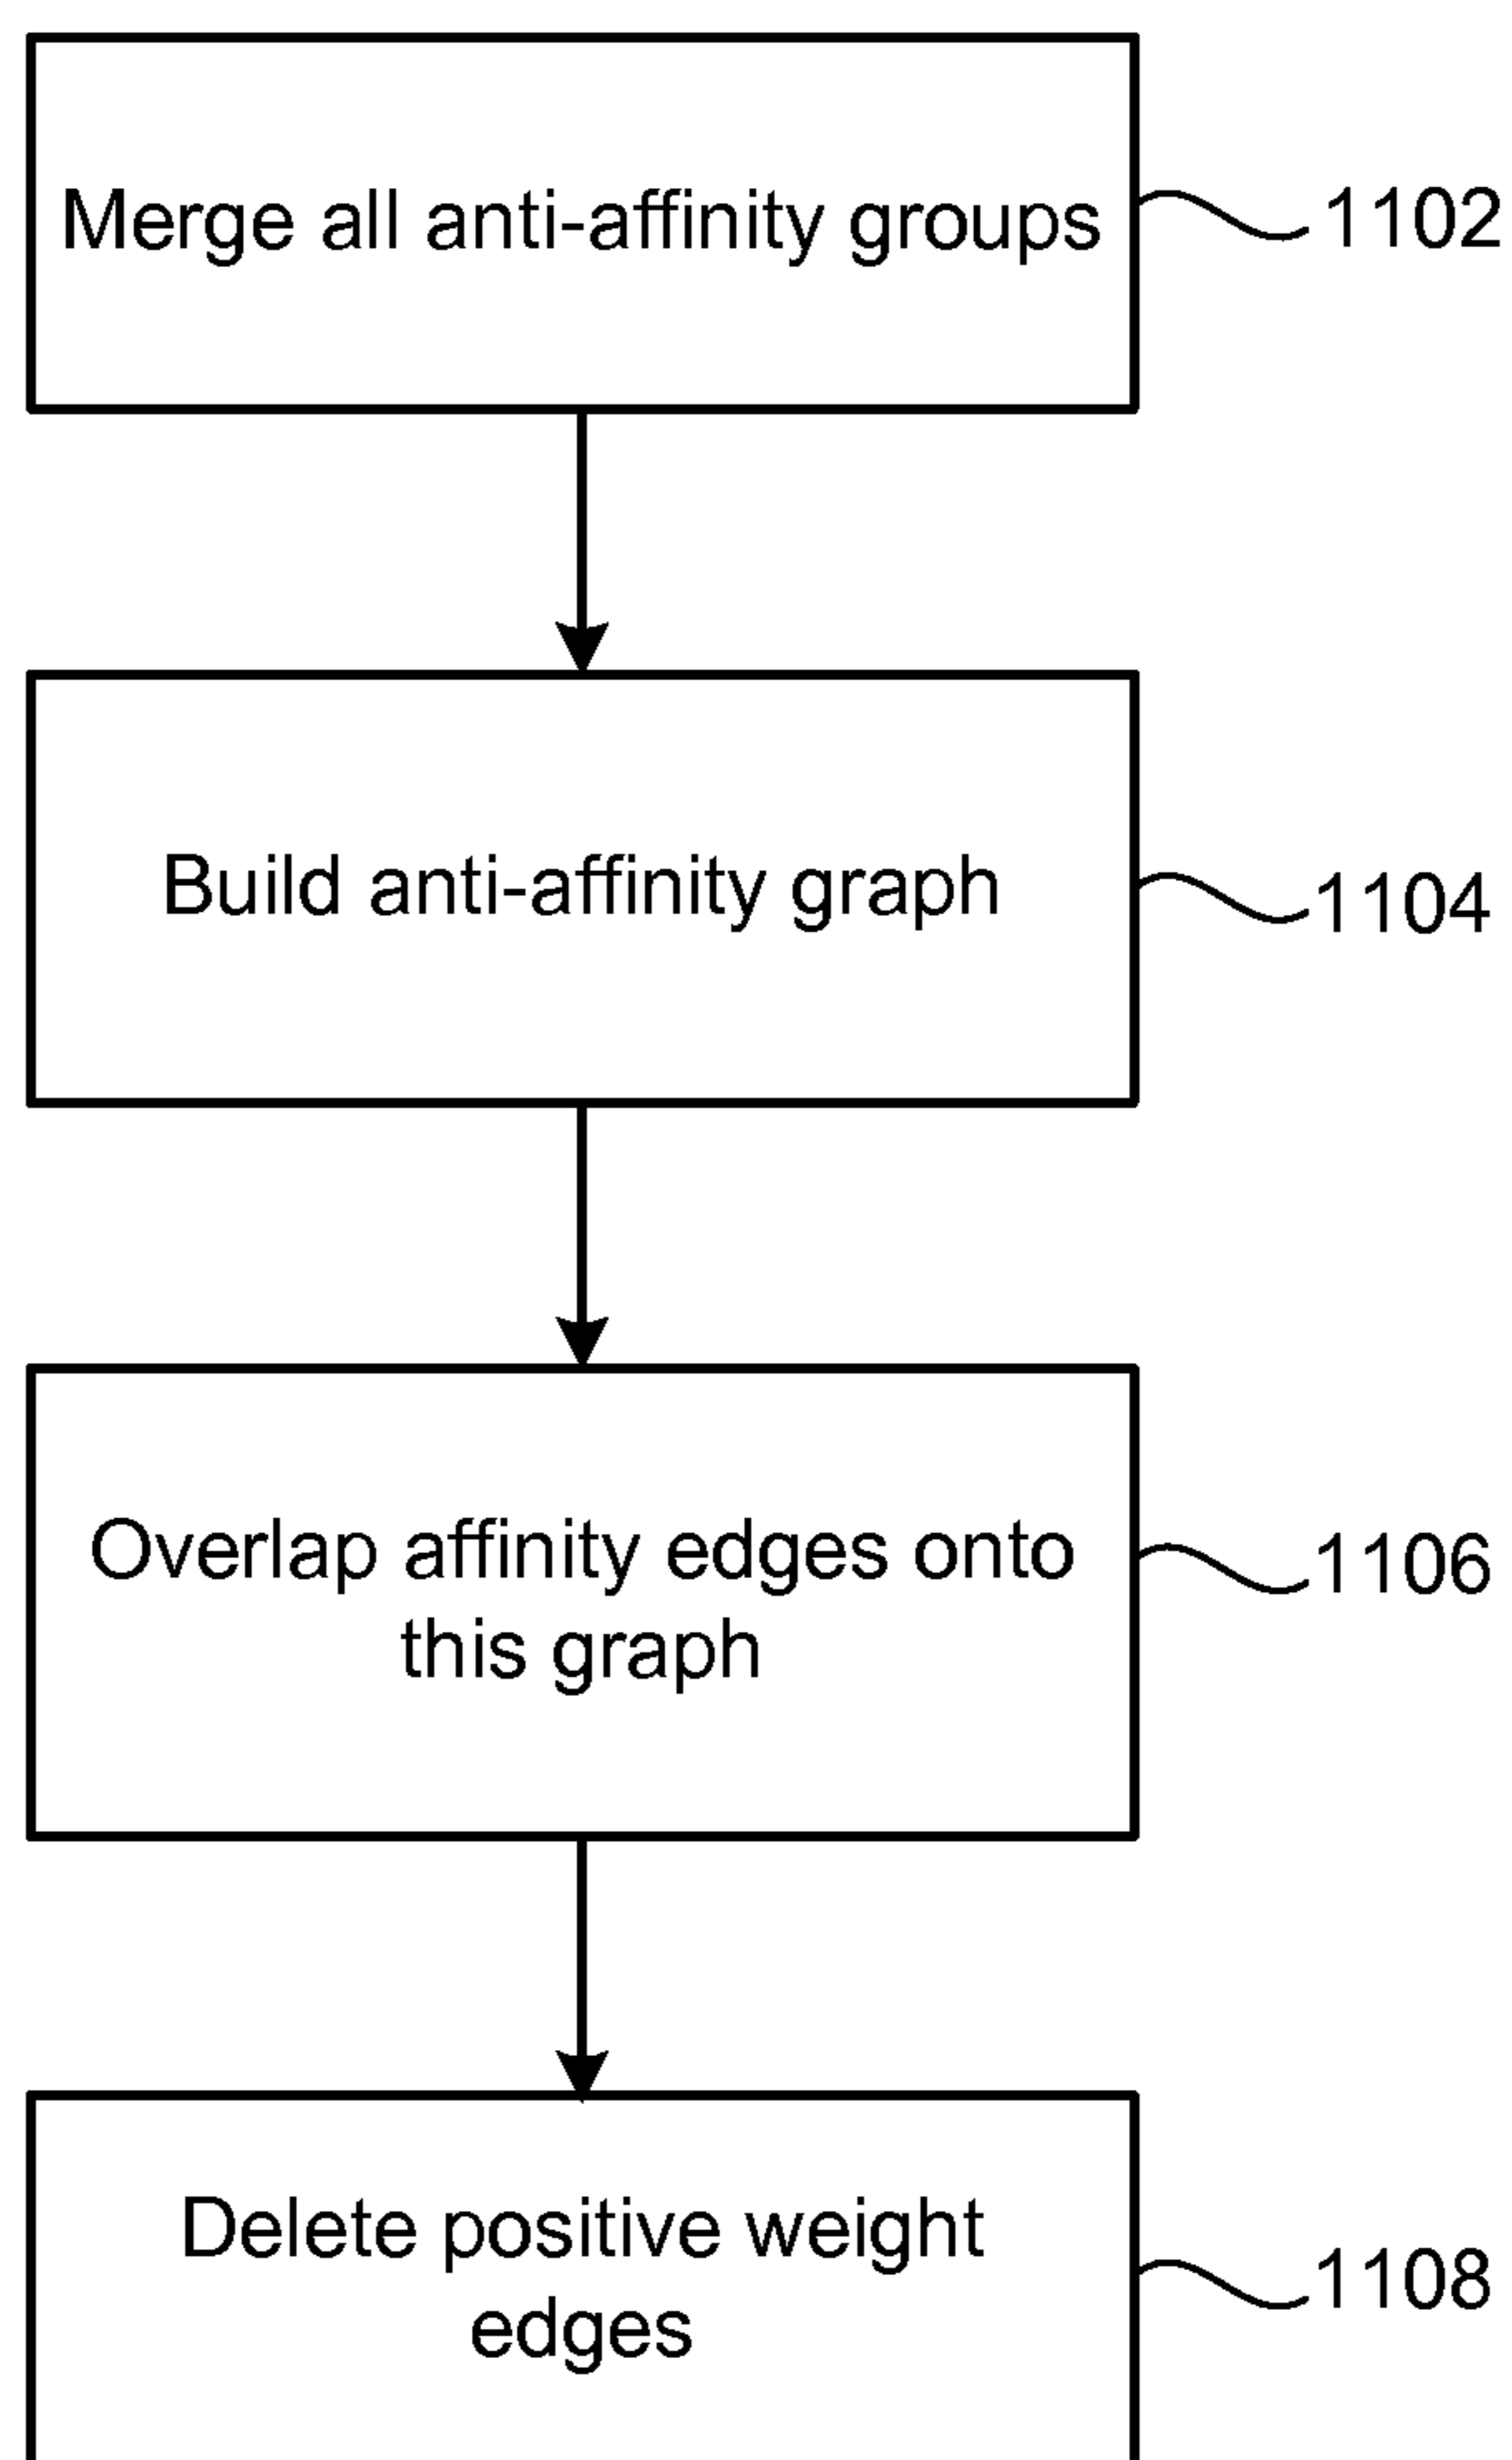 Merge all anti-affinity groups
1102
Build anti-affinity graph
1104
Overlap affinity edges onto
this graph
1106
Delete positive weight
edges
1108